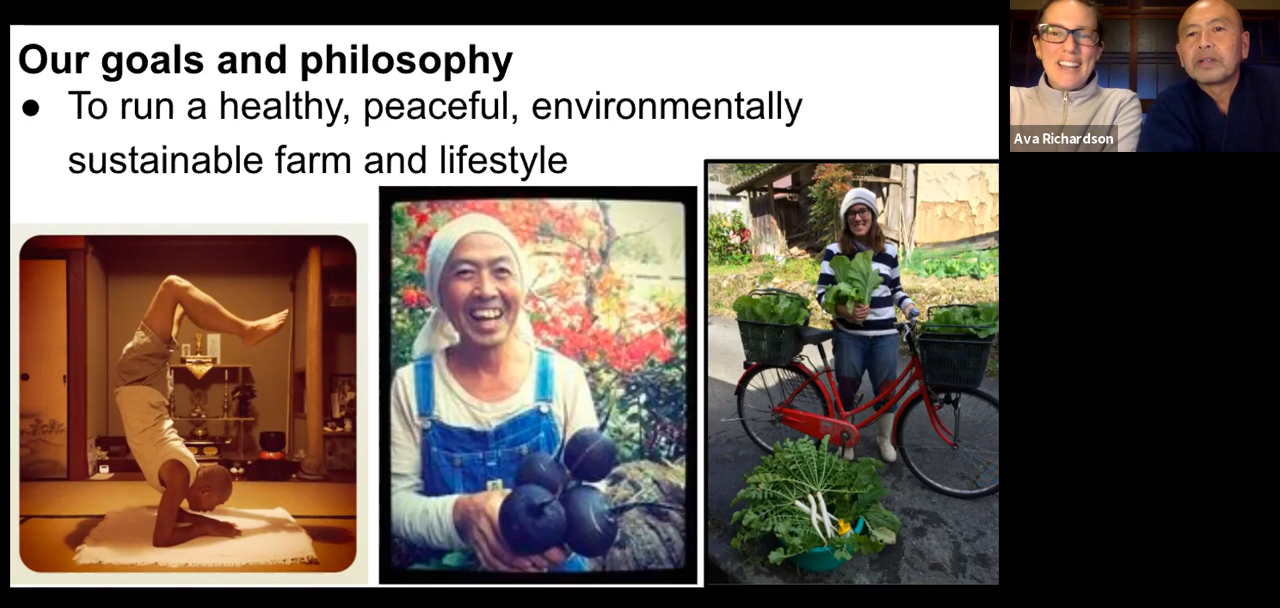 Our goals and philosophy
● To run a healthy, peaceful, environmentally
sustainable farm and lifestyle
Ava Richardson